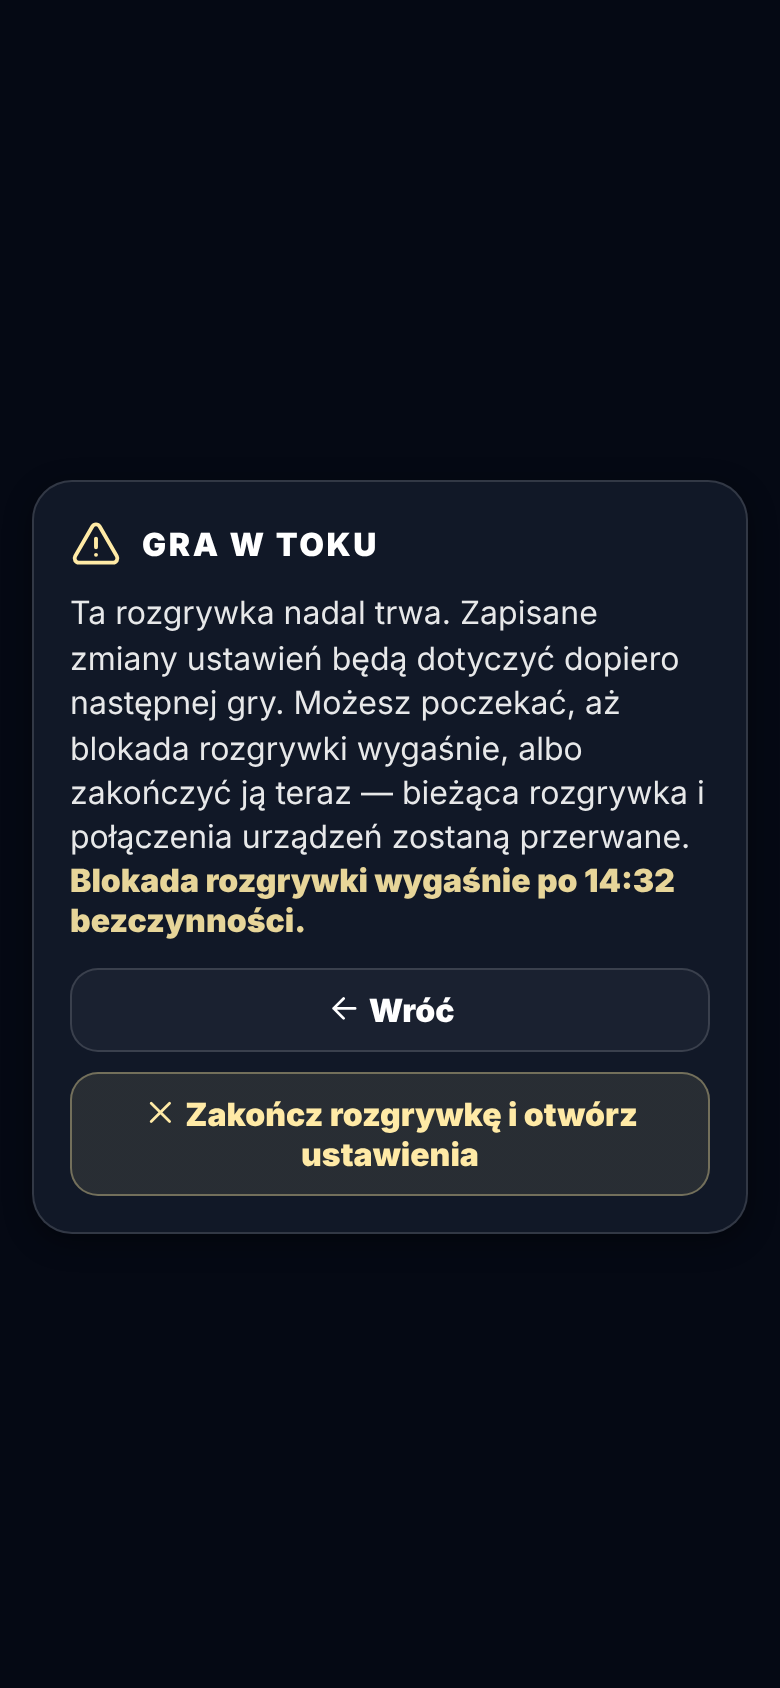 GRA W TOKU
Ta rozgrywka nadal trwa. Zapisane
zmiany ustawień będą dotyczyć dopiero
następnej gry. Możesz poczekać, aż
blokada rozgrywki wygaśnie, albo
zakończyć ją teraz — bieżąca rozgrywka i
połączenia urządzeń zostaną przerwane.
Blokada rozgrywki wygaśnie po 14:32
bezczynności.
Wróć
Zakończ rozgrywkę i otwórz
ustawienia